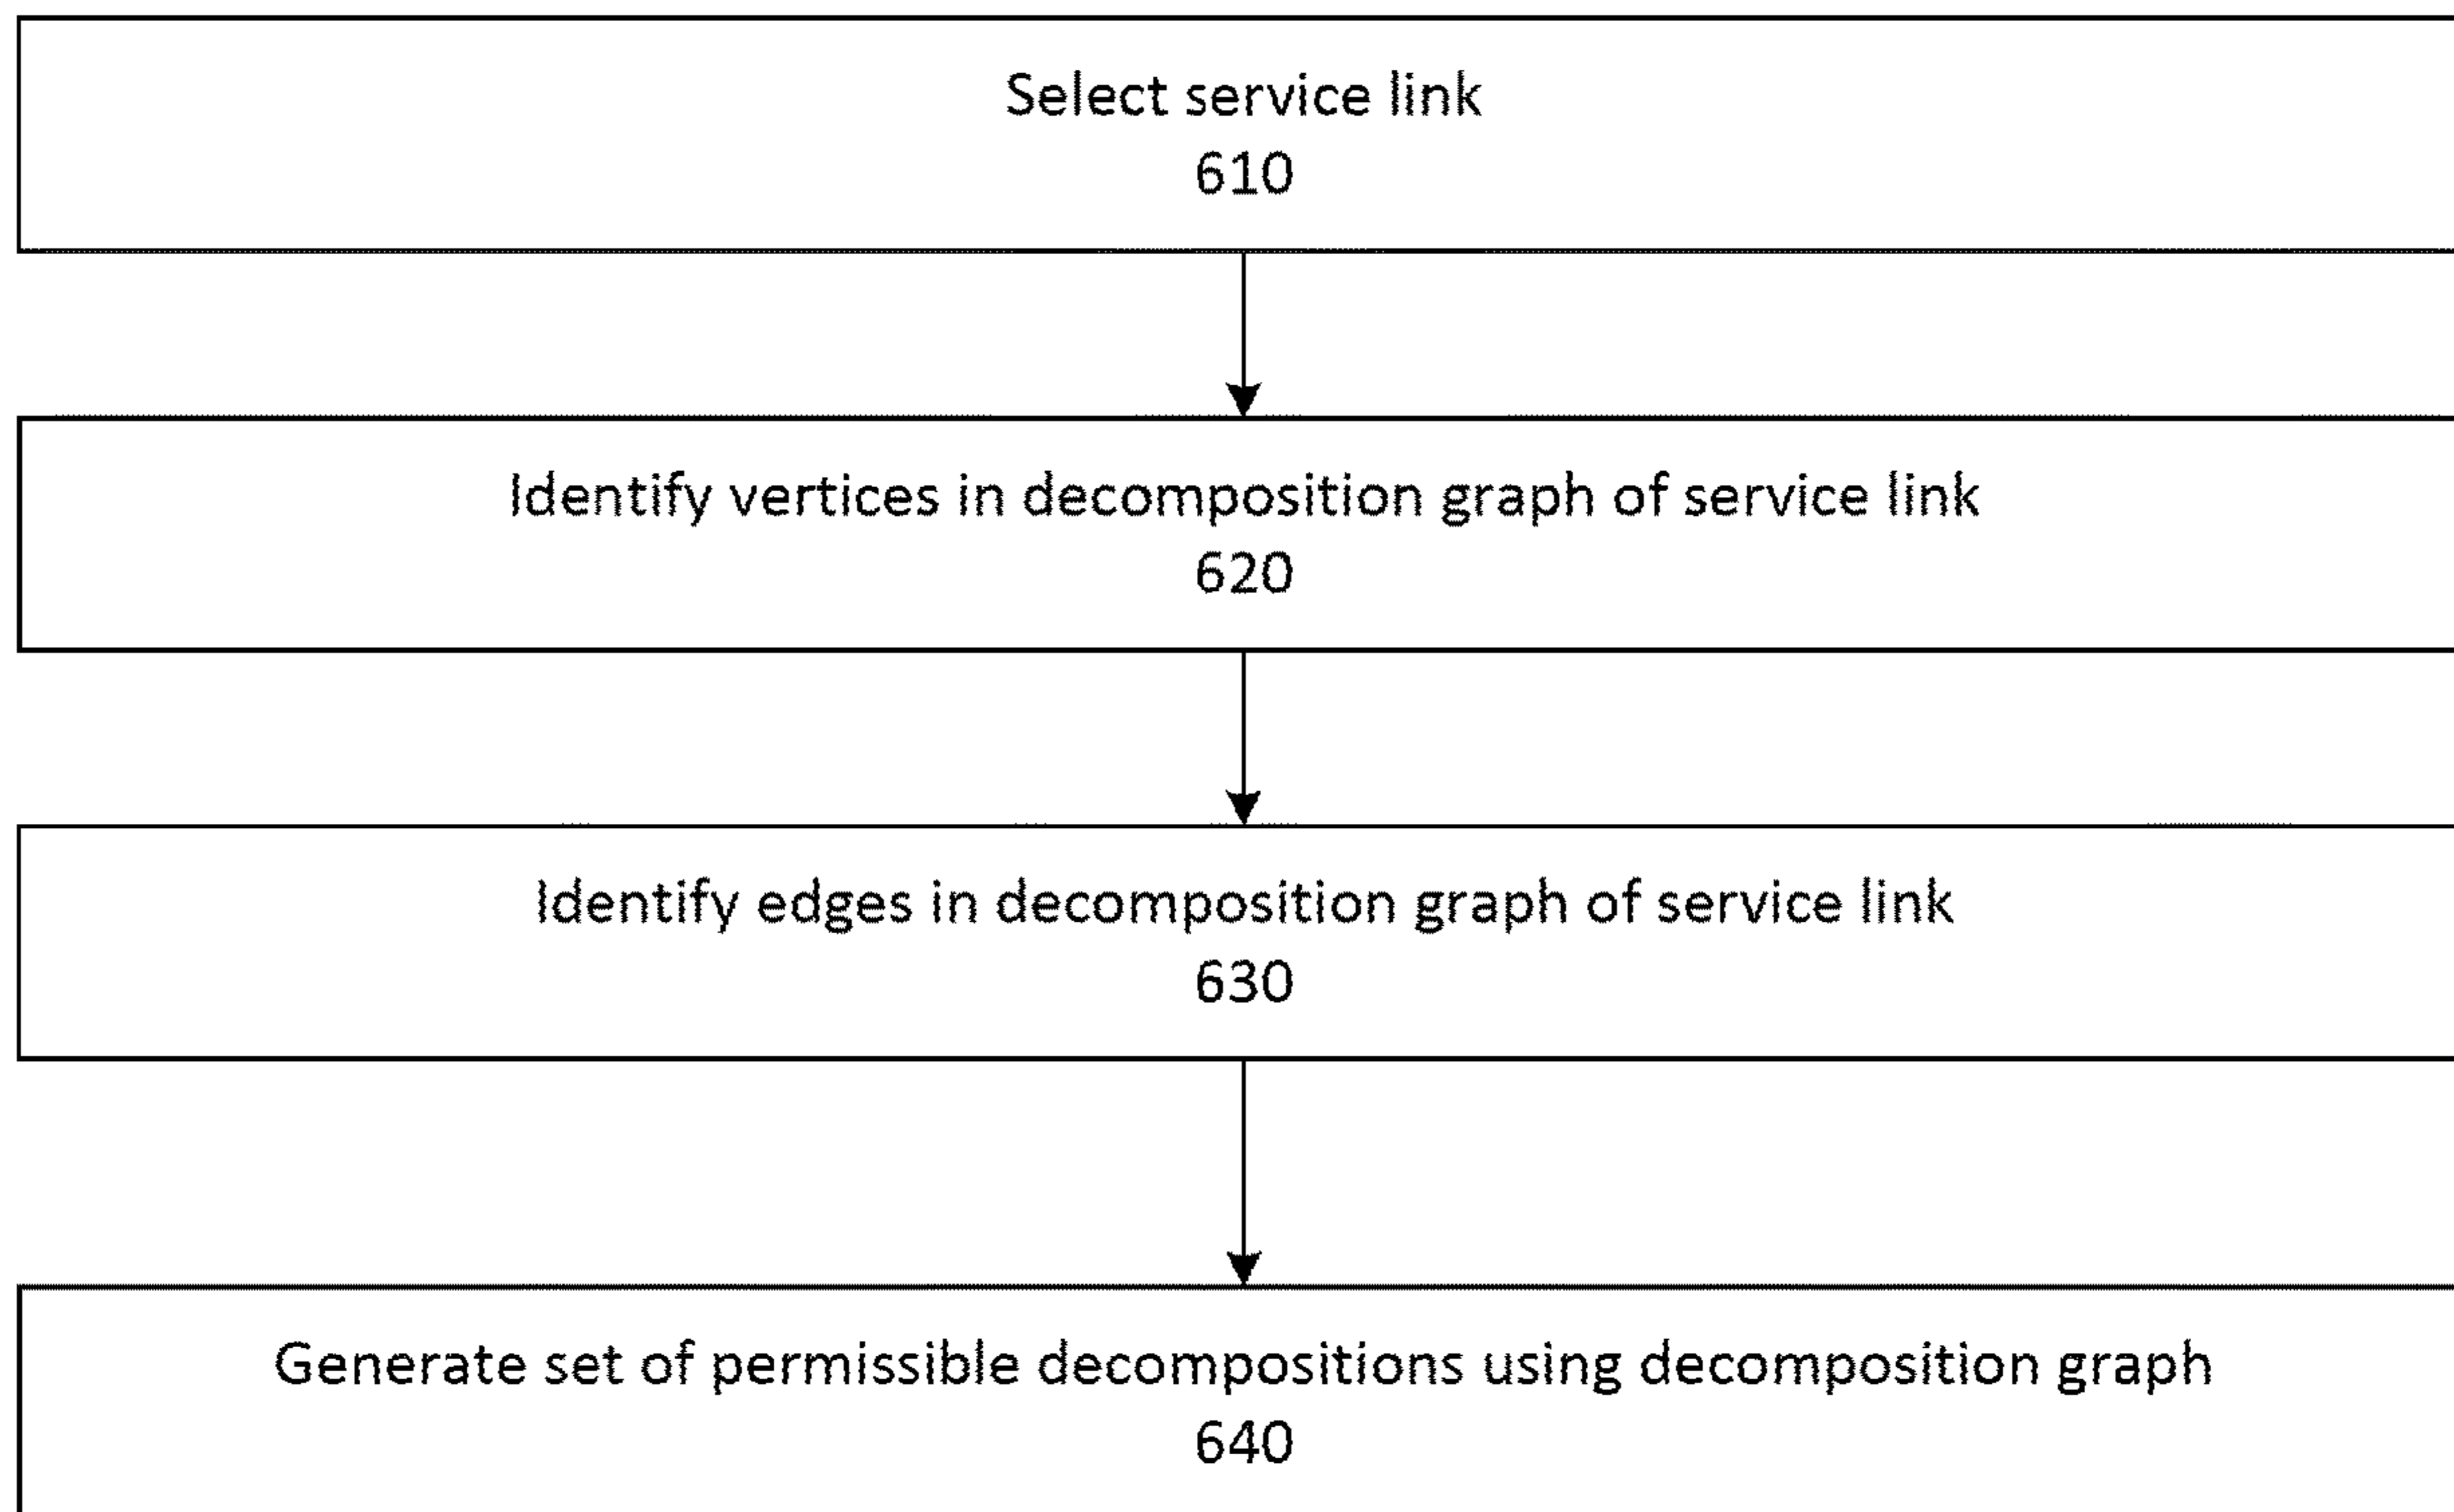 Select service link
610
Identify vertices in decomposition graph of service link
620
Identify edges in decomposition graph of service link
630
Generate set of permissible decompositions using decomposition graph
640